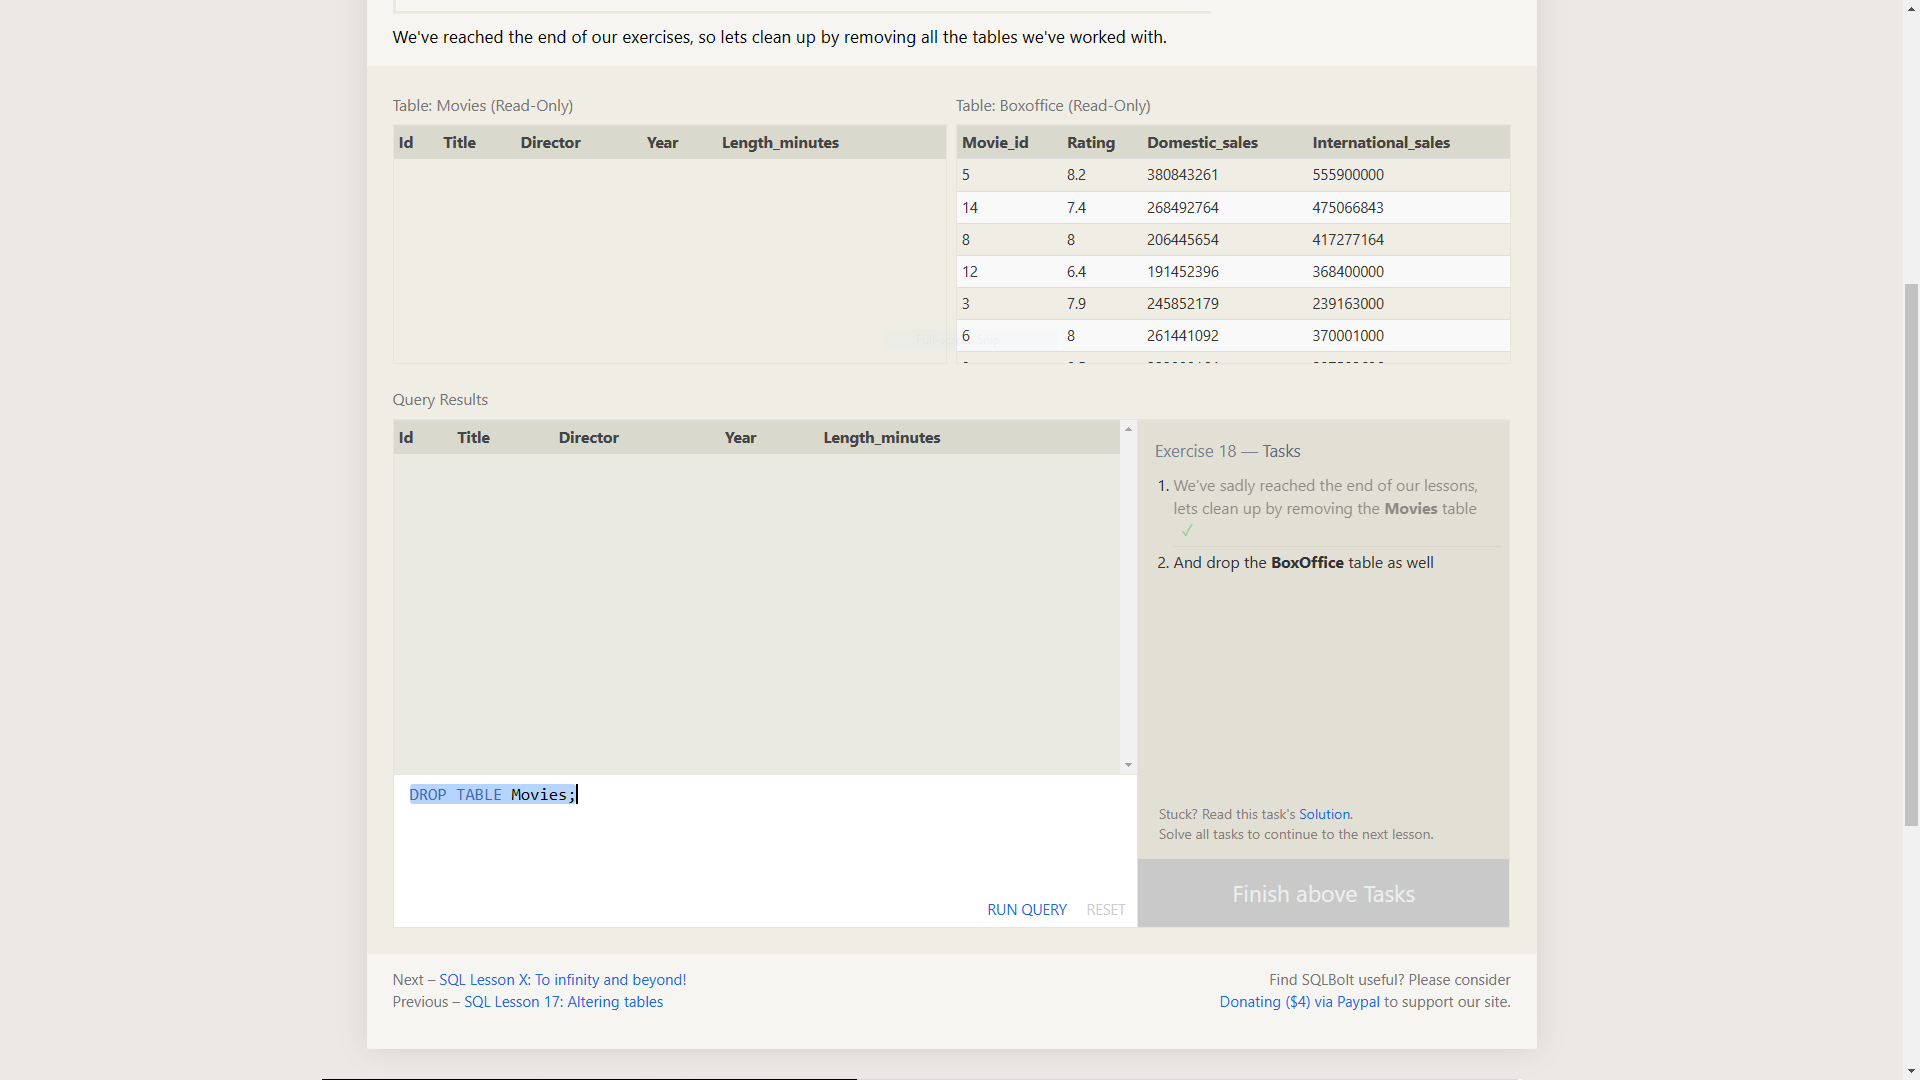 We've reached the end of our exercises, so lets clean up by removing all the tables we've worked with.
Table: Movies (Read-Only)
Id Title Director Year Length_minutes
Table: Boxoffice (Read-Only)
Movie_id Rating Domestic_sales International_sales
5 8.2 380843261 555900000
14 7.4 268492764 475066843
8 8 206445654 417277164
12 6.4 191452396 368400000
3 7.9 245852179 239163000
6 8 261441092 370001000
Query Results
Id Title Director Year Length_minutes
DROP TABLE Movies;
RUN QUERY RESET
Exercise 18 — Tasks
1. We've sadly reached the end of our lessons,
lets clean up by removing the Movies table
✓
2. And drop the BoxOffice table as well
Stuck? Read this task's Solution.
Solve all tasks to continue to the next lesson.
Finish above Tasks
Next – SQL Lesson X: To infinity and beyond!
Previous – SQL Lesson 17: Altering tables
Find SQLBolt useful? Please consider
Donating ($4) via Paypal to support our site.